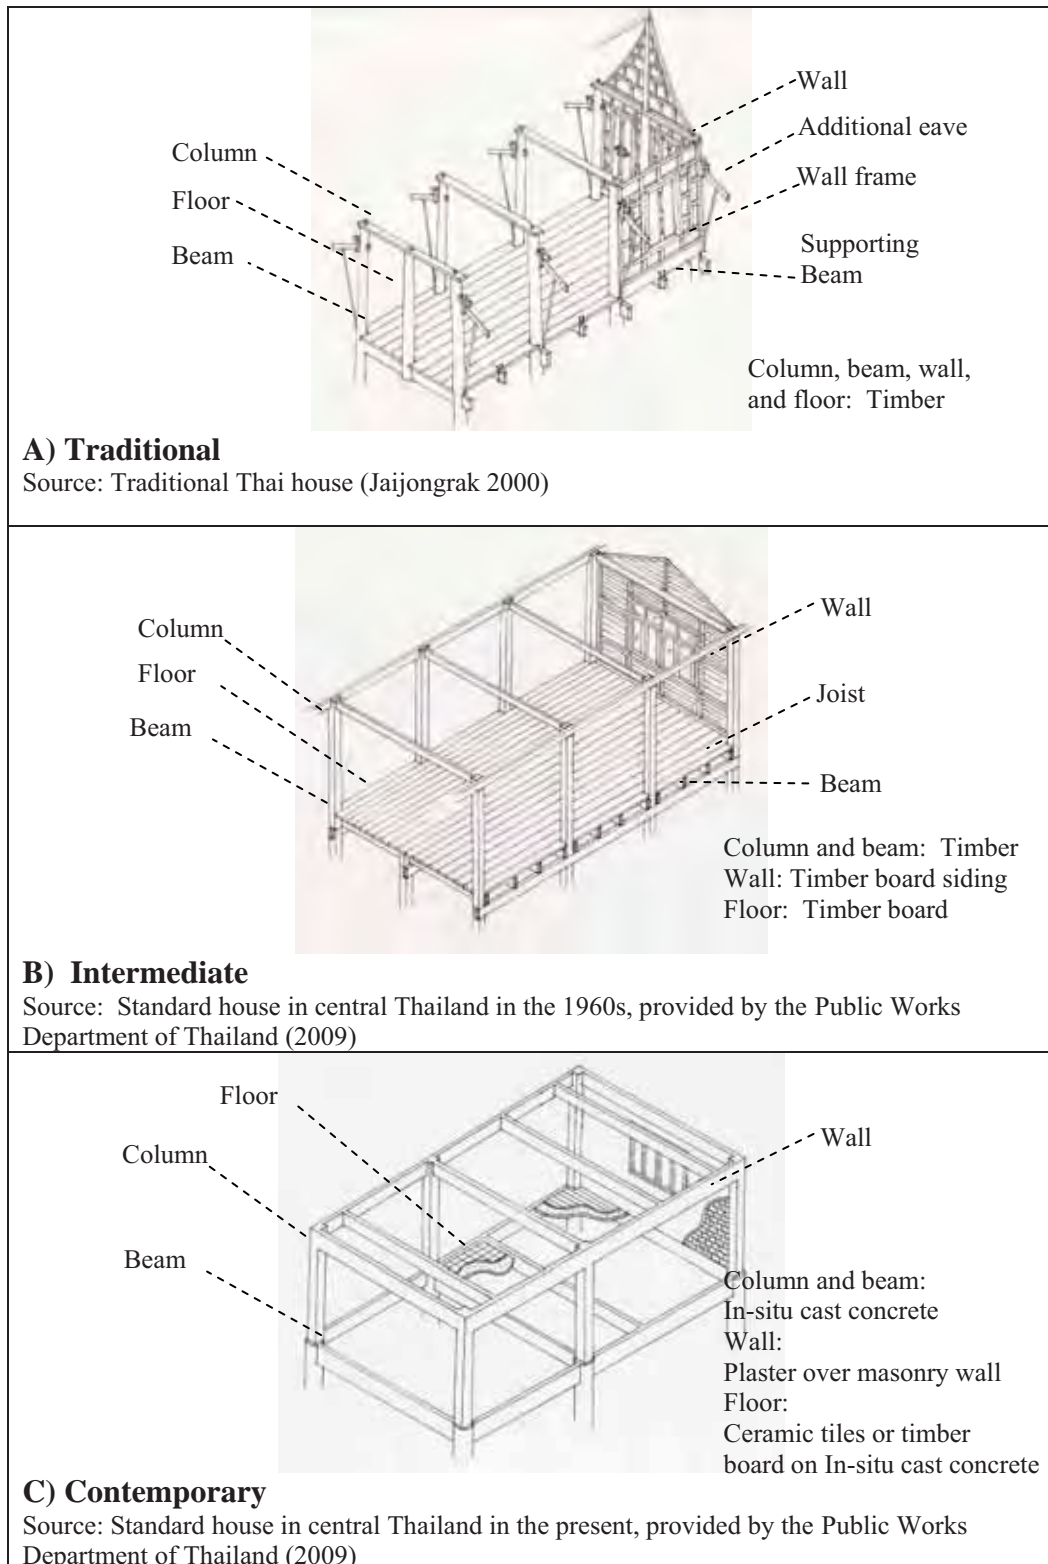 Wall
Additional eave
Column
Wall frame
Floor
Supporting
Beam
Beam
Column, beam, wall,
and floor:  Timber
A) Traditional
Source: Traditional Thai house (Jaijongrak 2000)
Wall
Column
Floor
Joist
Beam
Beam
Column and beam:  Timber
Wall: Timber board siding
Floor:  Timber board
B)  Intermediate
Source:  Standard house in central Thailand in the 1960s, provided by the Public Works
Department of Thailand (2009)
Floor
Wall
Column
Beam
Column and beam:
In-situ cast concrete
Wall:
Plaster over masonry wall
Floor:
Ceramic tiles or timber
board on In-situ cast concrete
C) Contemporary
Source: Standard house in central Thailand in the present, provided by the Public Works
Department of Thailand (2009)